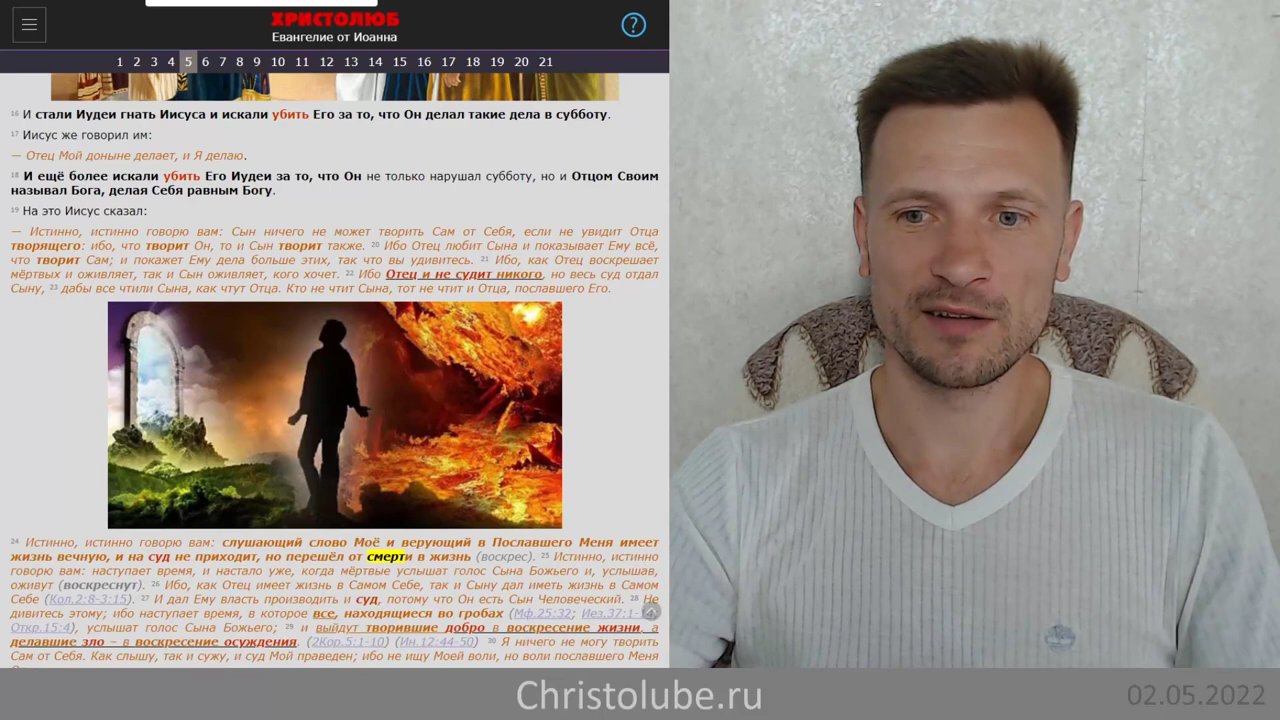 ХРИСТОЛЮБ
Евангелие от Иоанна
?
1 2 3 4 5 6 7 8 9 10 11 12 13 14 15 16 17 18 19 20 21
16 И стали Иудеи гнать Иисуса и искали убить Его за то, что Он делал такие дела в субботу.
17 Иисус же говорил им:
— Отец Мой доныне делает, и Я делаю.
18 И ещё более искали убить Его Иудеи за то, что Он не только нарушал субботу, но и Отцом Своим
называл Бога, делая Себя равным Богу.
19 На это Иисус сказал:
— Истинно, истинно говорю вам: Сын ничего не может творить Сам от Себя, если не увидит Отца
творящего: ибо, что творит Он, то и Сын творит также. 20 Ибо Отец любит Сына и показывает Ему всё,
что творит Сам; и покажет Ему дела больше этих, так что вы удивитесь. 21 Ибо, как Отец воскрешает
мёртвых и оживляет, так и Сын оживляет, кого хочет. 22 Ибо Отец и не судит никого, но весь суд отдал
Сыну, 23 дабы все чтили Сына, как чтут Отца. Кто не чтит Сына, тот не чтит и Отца, пославшего Его.
24 Истинно, истинно говорю вам: слушающий слово Моё и верующий в Пославшего Меня имеет
жизнь вечную, и на суд не приходит, но перешёл от смерти в жизнь (воскрес). 25 Истинно, истинно
говорю вам: наступает время, и настало уже, когда мёртвые услышат голос Сына Божьего и, услышав,
оживут (воскреснут). 26 Ибо, как Отец имеет жизнь в Самом Себе, так и Сыну дал иметь жизнь в Самом
Себе (Кол.2:8-3:15). 27 И дал Ему власть производить и суд, потому что Он есть Сын Человеческий. 28 Не
дивитесь этому; ибо наступает время, в которое все, находящиеся во гробах (Мф.25:32; Иез.37:1-
Откр.15:4), услышат голос Сына Божьего; 29 и выйдут творившие добро в воскресение жизни, а
делавшие зло – в воскресение осуждения. (2Кор.5:1-10) (Ин.12:44-50) 30 Я ничего не могу творить
Сам от Себя. Как слышу, так и сужу, и суд Мой праведен; ибо не ищу Моей воли, но воли пославшего Меня
Christolube.ru
02.05.2022